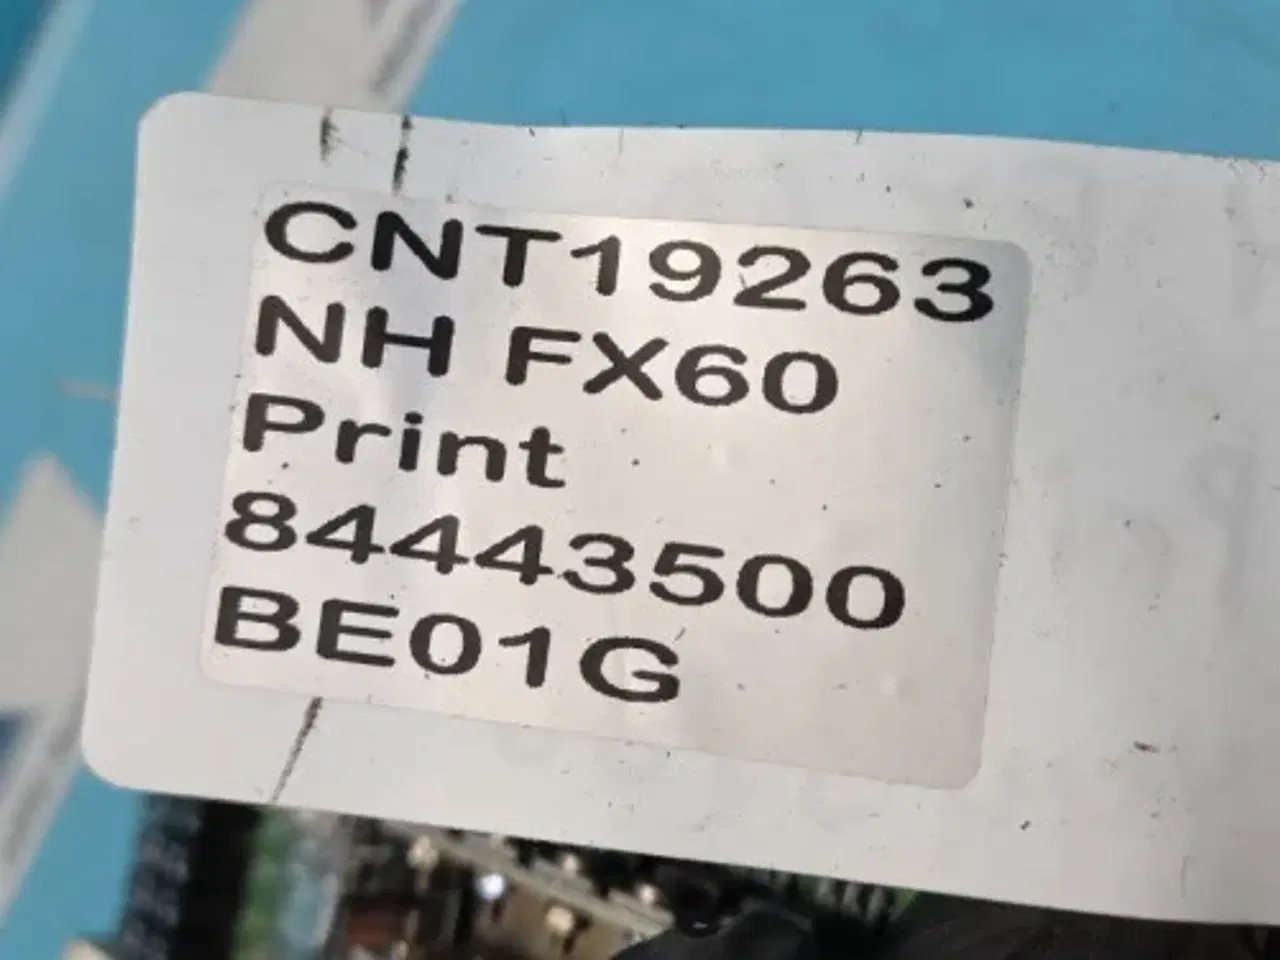 CNT19263
NH FX60
Print
84443500
BE01G